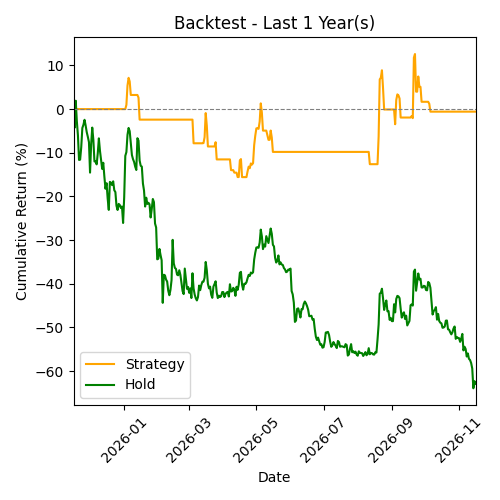 Backtest - Last 1 Year(s)
Cumulative Return (%)
10
0
−10
−20
−30
−40
−50
−60
Strategy
Hold
2026-01
2026-03
2026-05
2026-07
2026-09
2026-11
Date